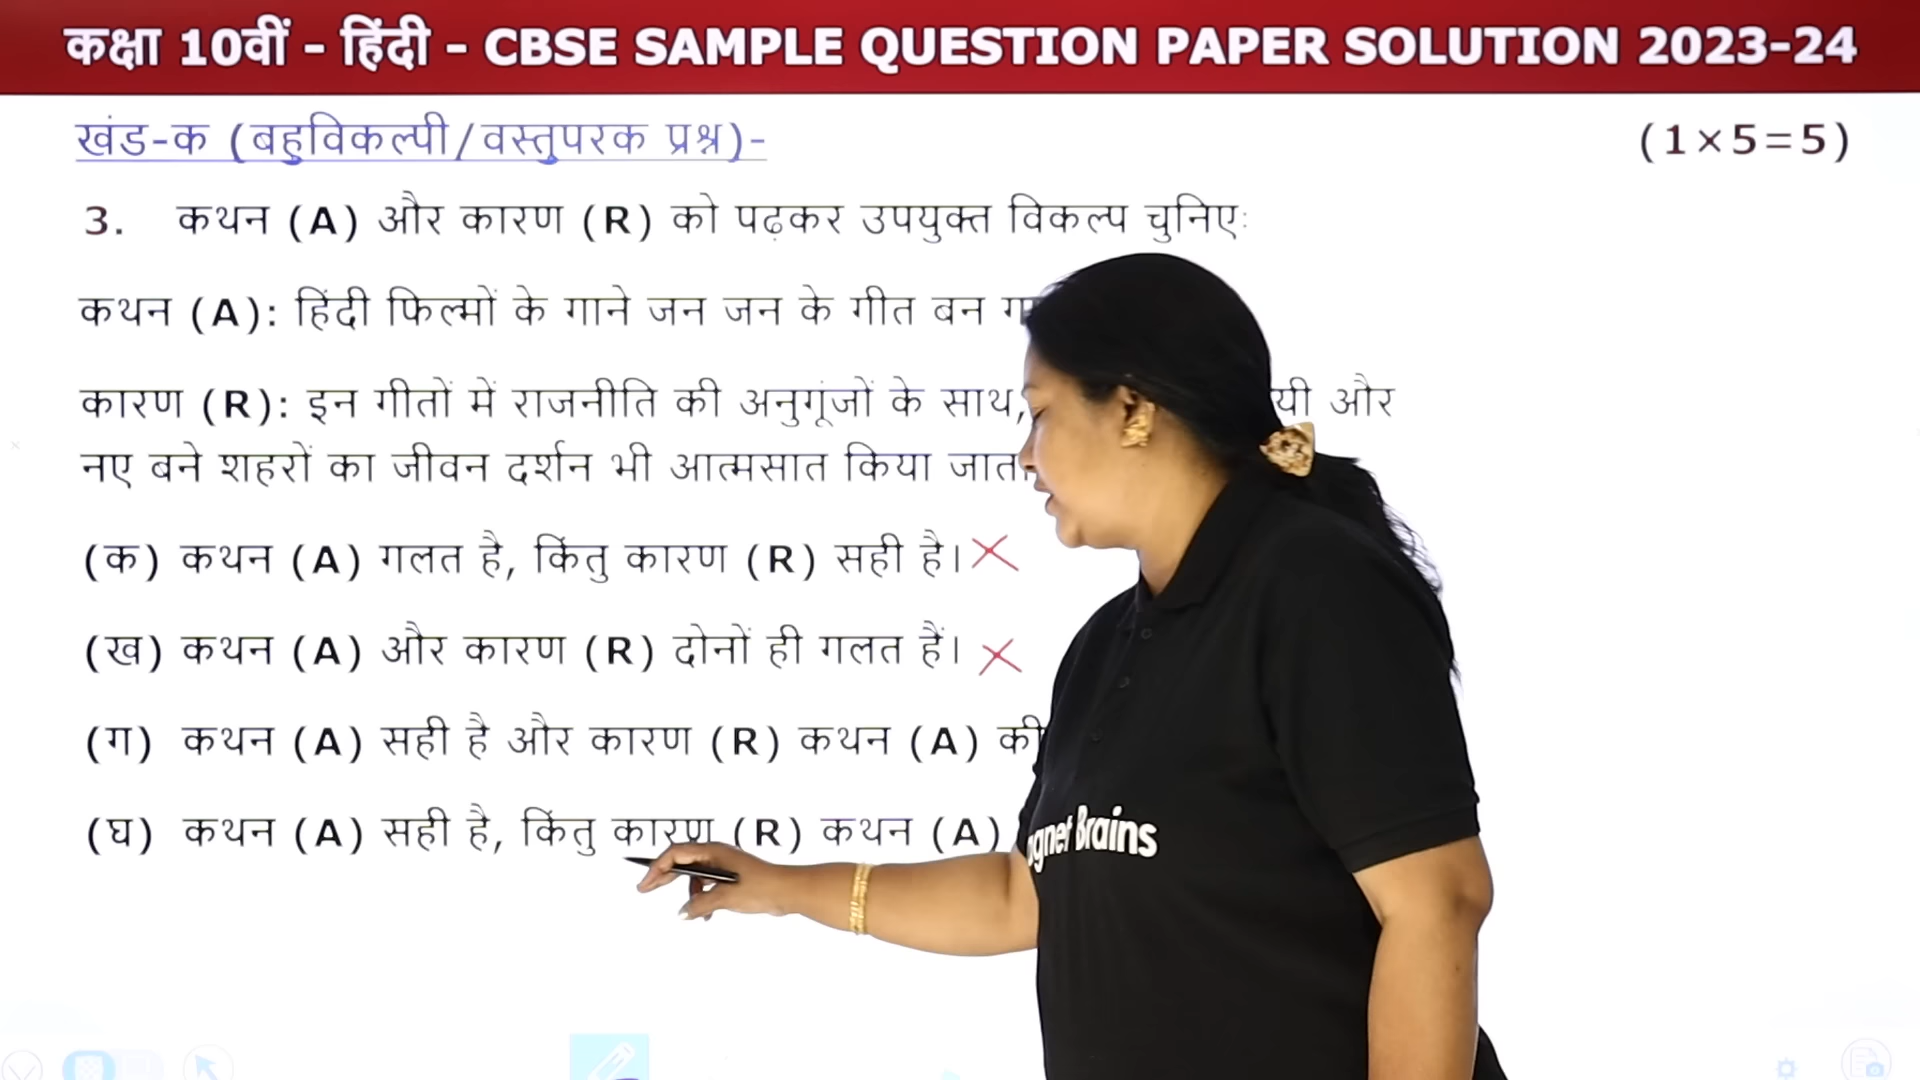 कक्षा 10वीं - हिंदी - CBSE SAMPLE QUESTION PAPER SOLUTION 2023-24
खंड-क (बहुविकल्पी/वस्तुपरक प्रश्न)- (1×5=5)
3. कथन (A) और कारण (R) को पढ़कर उपयुक्त विकल्प चुनिए:
कथन (A): हिंदी फिल्मों के गाने जन जन के गीत बन
कारण (R): इन गीतों में राजनीति की अनुगूंजों के साथ, और
नए बने शहरों का जीवन दर्शन भी आत्मसात किया
(क) कथन (A) गलत है, किंतु कारण (R) सही है।
(ख) कथन (A) और कारण (R) दोनों ही गलत हैं।
(ग) कथन (A) सही है और कारण (R) कथन (A) की
(घ) कथन (A) सही है, किंतु कारण (R) कथन (A)
Brains